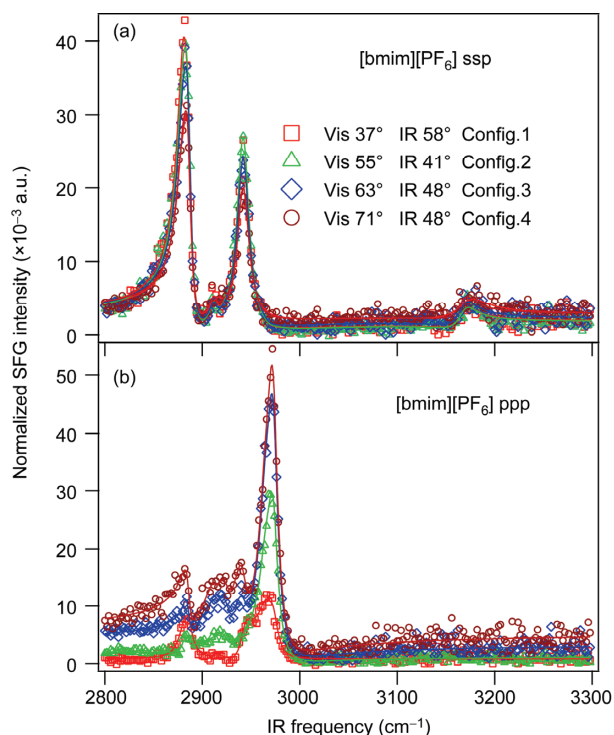 (a)
[bmim][PF6] ssp
Vis 37° IR 58° Config.1
Vis 55° IR 41° Config.2
Vis 63° IR 48° Config.3
Vis 71° IR 48° Config.4
40
30
20
10
0
(b)
[bmim][PF6] ppp
50
40
30
20
10
0
2800 2900 3000 3100 3200 3300
IR frequency (cm−1)
Normalized SFG intensity (×10−3 a.u.)